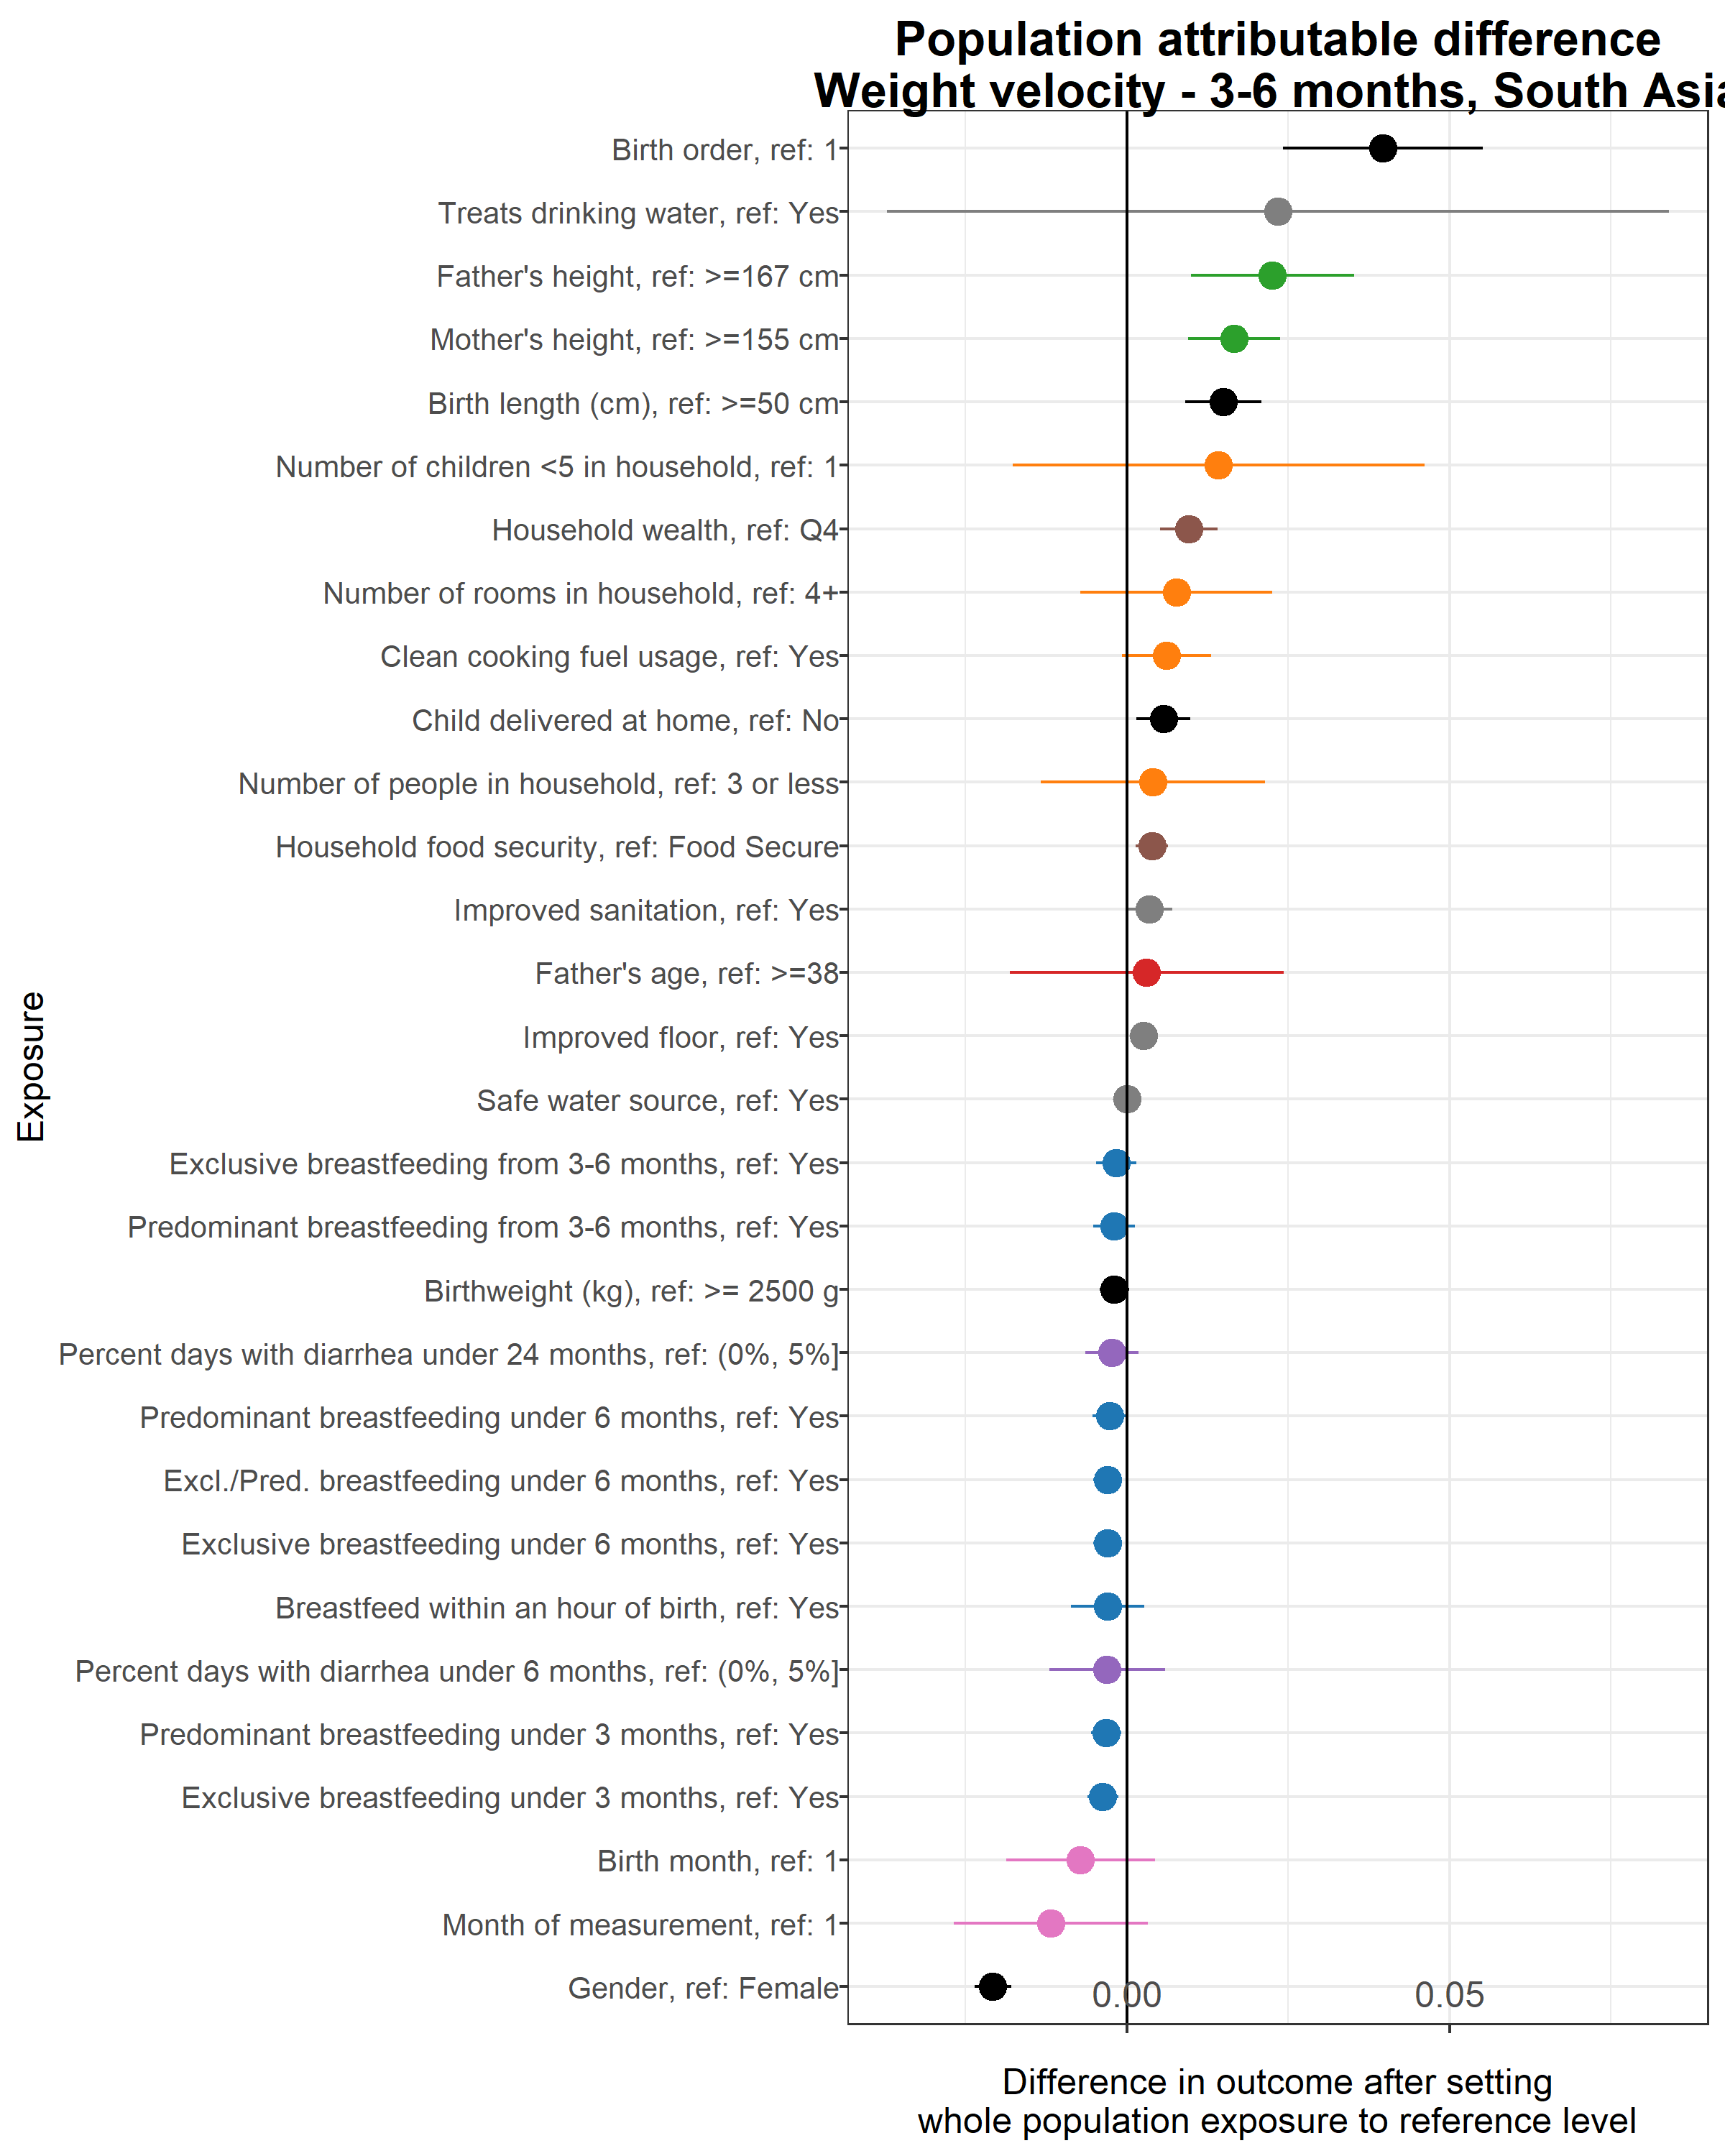 Population attributable difference
Weight velocity - 3-6 months, South Asia
Birth order, ref: 1
Treats drinking water, ref: Yes
Father's height, ref: >=167 cm
Mother's height, ref: >=155 cm
Birth length (cm), ref: >=50 cm
Number of children <5 in household, ref: 1
Household wealth, ref: Q4
Number of rooms in household, ref: 4+
Clean cooking fuel usage, ref: Yes
Child delivered at home, ref: No
Number of people in household, ref: 3 or less
Household food security, ref: Food Secure
Improved sanitation, ref: Yes
Father's age, ref: >=38
Improved floor, ref: Yes
Safe water source, ref: Yes
Exclusive breastfeeding from 3-6 months, ref: Yes
Predominant breastfeeding from 3-6 months, ref: Yes
Birthweight (kg), ref: >= 2500 g
Percent days with diarrhea under 24 months, ref: (0%, 5%]
Predominant breastfeeding under 6 months, ref: Yes
Excl./Pred. breastfeeding under 6 months, ref: Yes
Exclusive breastfeeding under 6 months, ref: Yes
Breastfeed within an hour of birth, ref: Yes
Percent days with diarrhea under 6 months, ref: (0%, 5%]
Predominant breastfeeding under 3 months, ref: Yes
Exclusive breastfeeding under 3 months, ref: Yes
Birth month, ref: 1
Month of measurement, ref: 1
Gender, ref: Female
Exposure
0.00
0.05
Difference in outcome after setting
whole population exposure to reference level